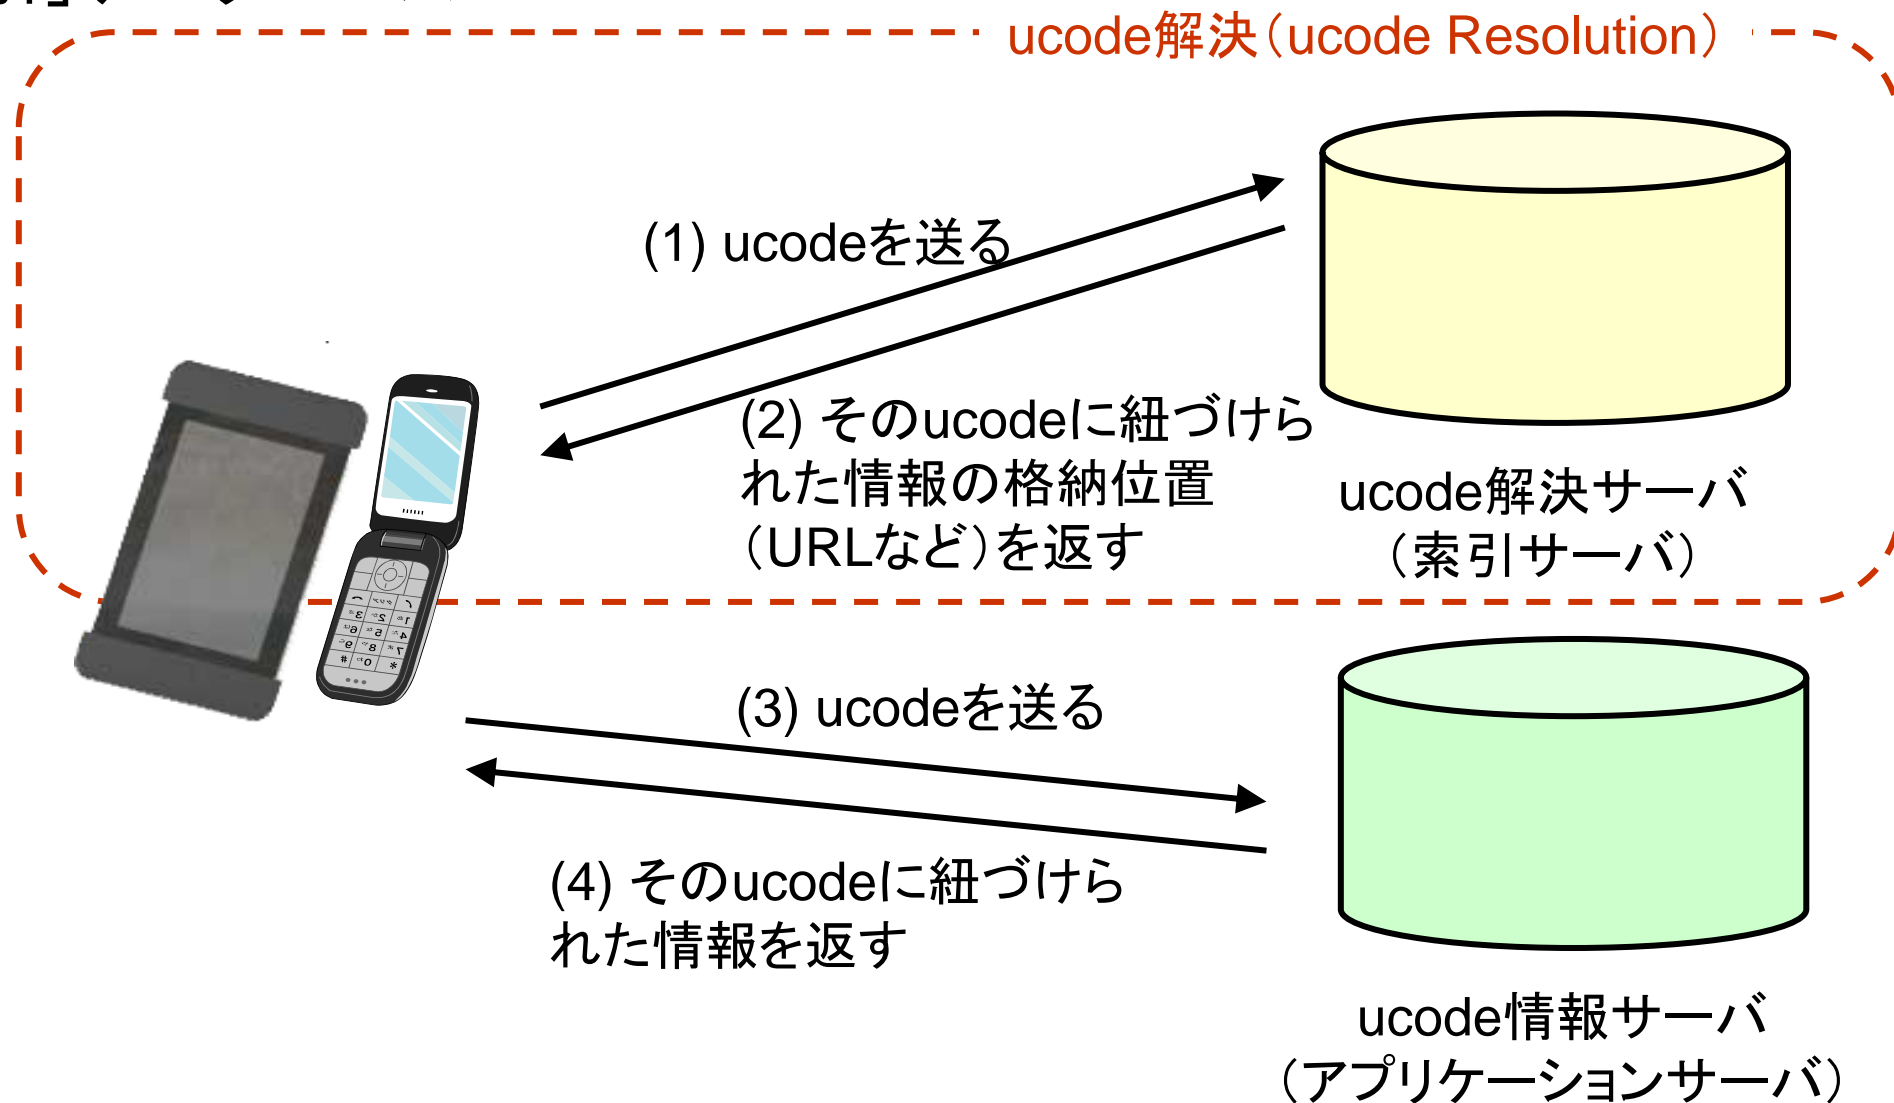 ucode解決（ucode Resolution）
(1) ucodeを送る
(2) そのucodeに紐づけら
れた情報の格納位置
（URLなど）を返す
ucode解決サーバ
（索引サーバ）
(3) ucodeを送る
(4) そのucodeに紐づけら
れた情報を返す
ucode情報サーバ
（アプリケーションサーバ）